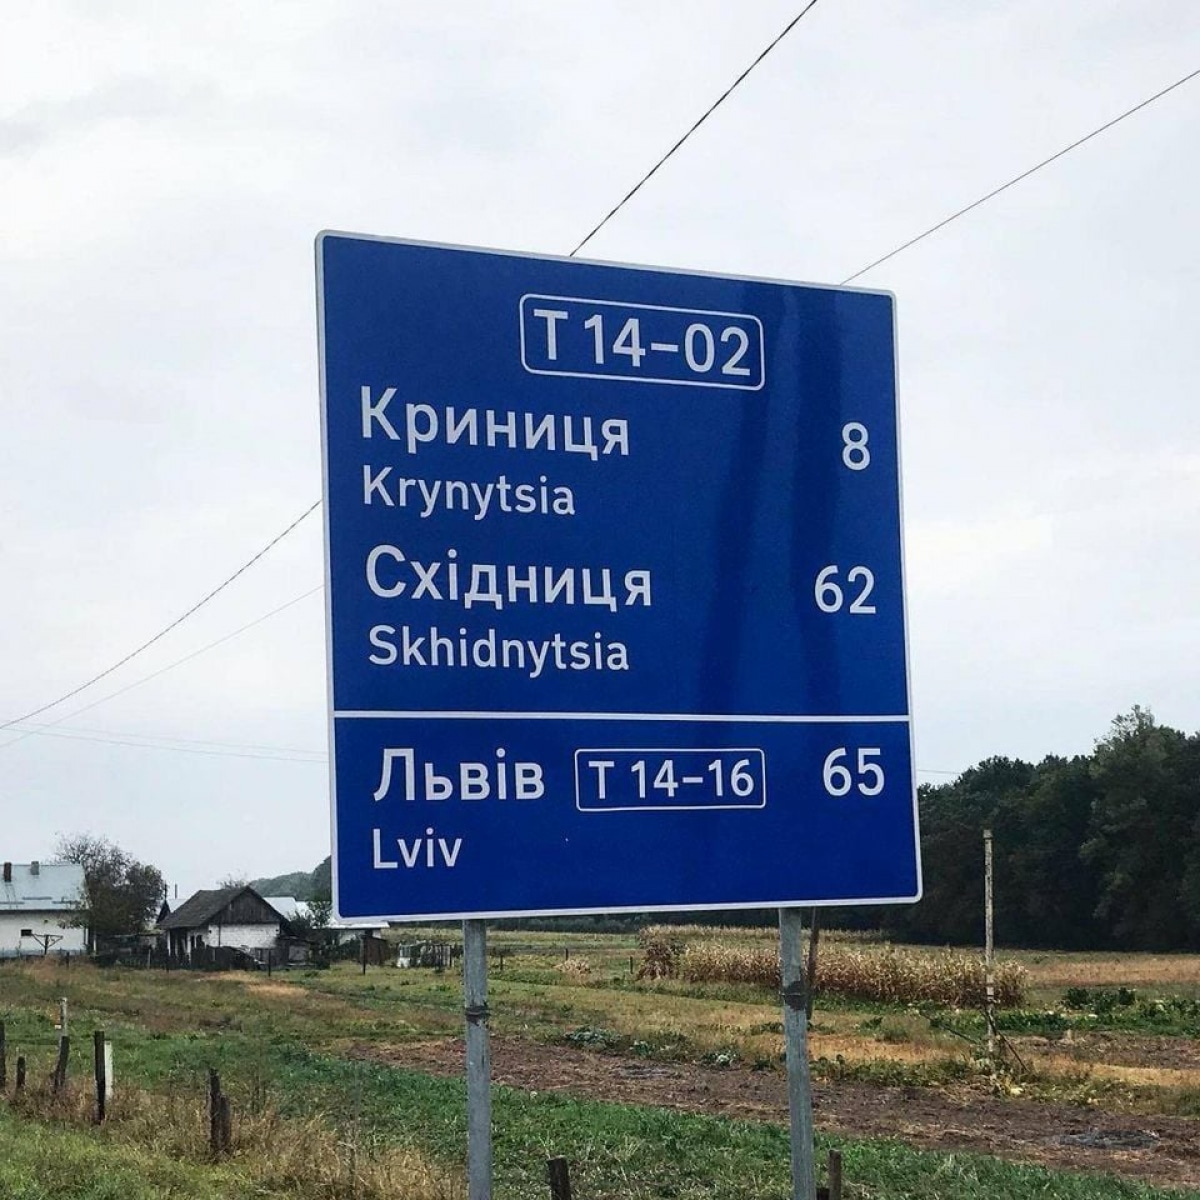 Т 14-02
Криниця 8
Krynytsia
Східниця 62
Skhidnytsia
Львів Т 14-16 65
Lviv